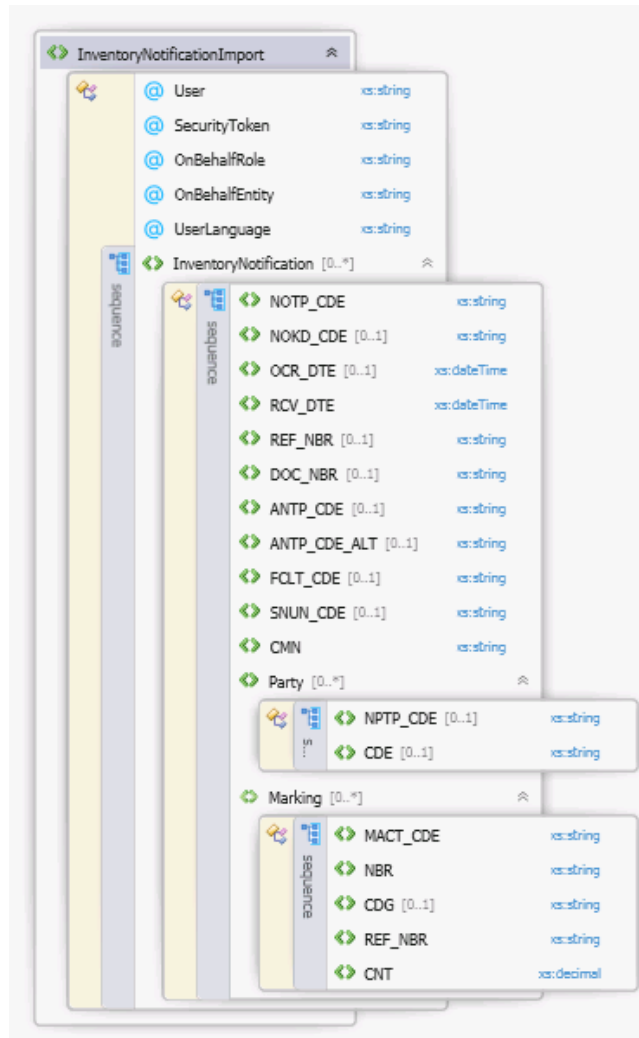 InventoryNotificationImport
@ User xs:string
@ SecurityToken xs:string
@ OnBehalfRole xs:string
@ OnBehalfEntity xs:string
@ UserLanguage xs:string
sequence
InventoryNotification [0..*]
sequence
NOTP_CDE xs:string
NOKD_CDE [0..1] xs:string
OCR_DTE [0..1] xs:dateTime
RCV_DTE xs:dateTime
REF_NBR [0..1] xs:string
DOC_NBR [0..1] xs:string
ANTP_CDE [0..1] xs:string
ANTP_CDE_ALT [0..1] xs:string
FCLT_CDE [0..1] xs:string
SNUN_CDE [0..1] xs:string
CMN xs:string
Party [0..*]
s...
NPTP_CDE [0..1] xs:string
CDE [0..1] xs:string
Marking [0..*]
sequence
MACT_CDE xs:string
NBR xs:string
CDG [0..1] xs:string
REF_NBR xs:string
CNT xs:decimal